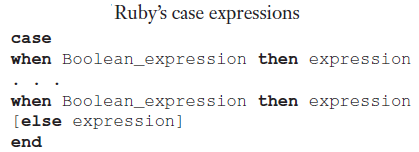 Ruby's case expressions
case
when Boolean_expression then expression
. . .
when Boolean_expression then expression
[else expression]
end